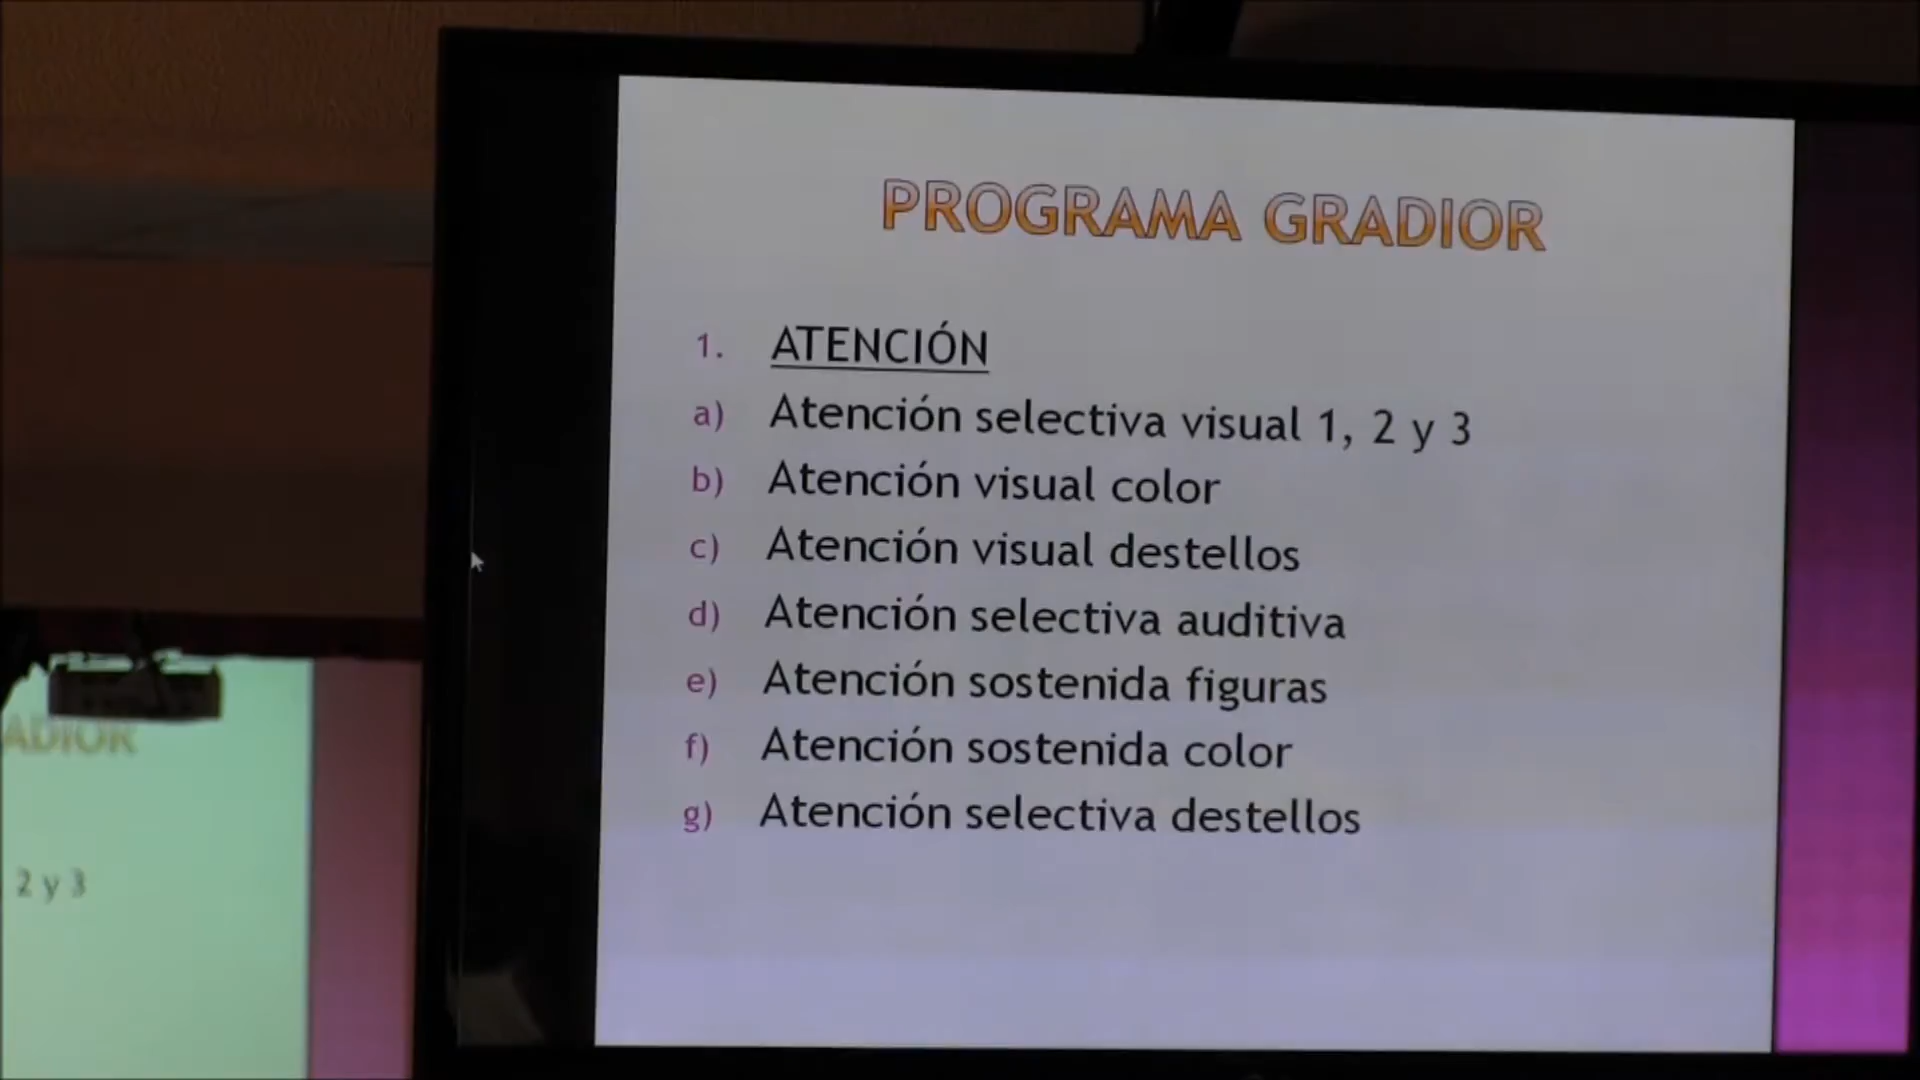 PROGRAMA GRADIOR
1. ATENCIÓN
a) Atención selectiva visual 1, 2 y 3
b) Atención visual color
c) Atención visual destellos
d) Atención selectiva auditiva
e) Atención sostenida figuras
f) Atención sostenida color
g) Atención selectiva destellos
ADIOR
2 y 3